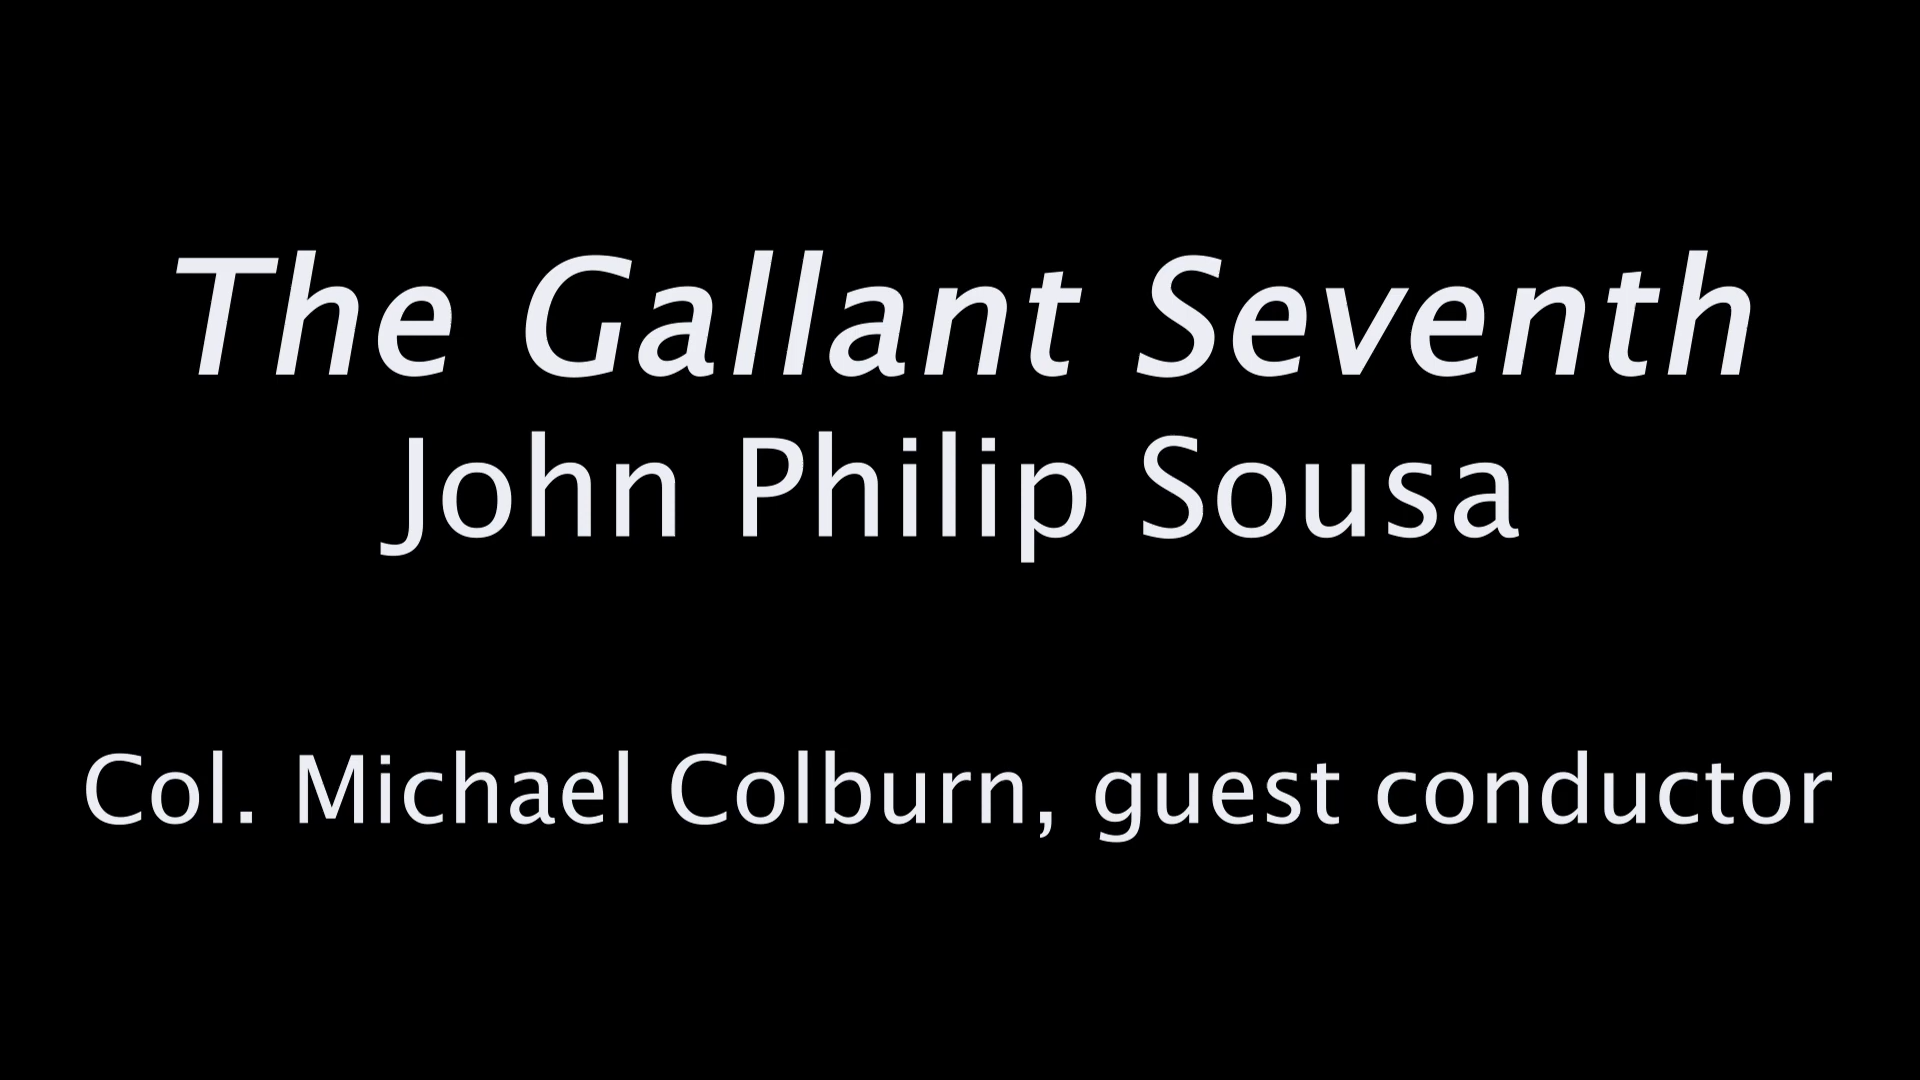 The Gallant Seventh
John Philip Sousa
Col. Michael Colburn, guest conductor